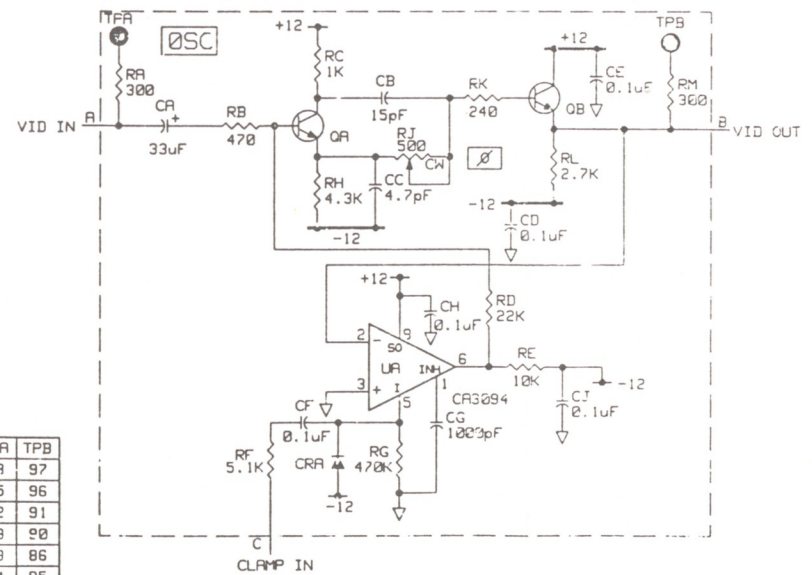 TPA
OSC
+12
RC
1K
+12
TPB
RA
300
CB
15pF
RK
240
CE
0.1uF
RM
300
A
VID IN
CA
+
33uF
RB
470
QA
RJ
500
CW
Ø
QB
B
VID OUT
RH
4.3K
CC
4.7pF
RL
2.7K
-12
-12
CD
0.1uF
+12
CH
0.1uF
RD
22K
2
-
9
SO
UA
INH
6
RE
10K
-12
3
+
I
1
5
CA3094
CJ
0.1uF
CF
0.1uF
CG
1000pF
RF
5.1K
CRA
RG
470K
-12
C
CLAMP IN
TPB
97
96
91
90
86